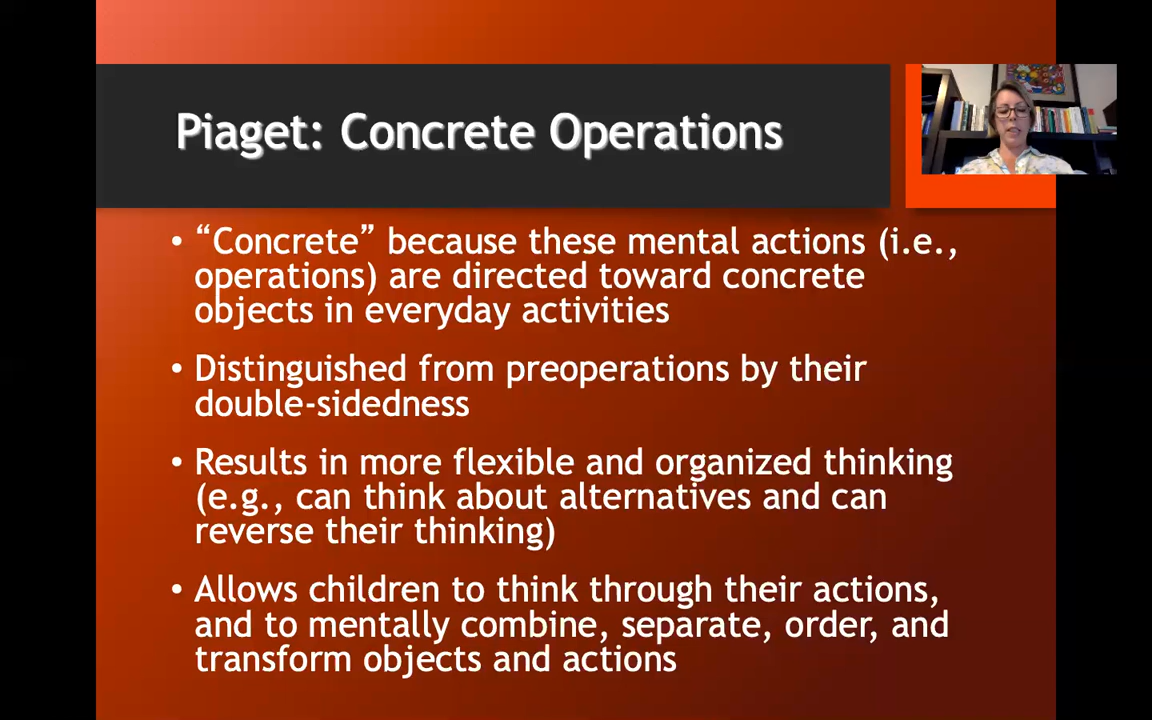 Piaget: Concrete Operations
• “Concrete” because these mental actions (i.e.,
operations) are directed toward concrete
objects in everyday activities
• Distinguished from preoperations by their
double-sidedness
• Results in more flexible and organized thinking
(e.g., can think about alternatives and can
reverse their thinking)
• Allows children to think through their actions,
and to mentally combine, separate, order, and
transform objects and actions